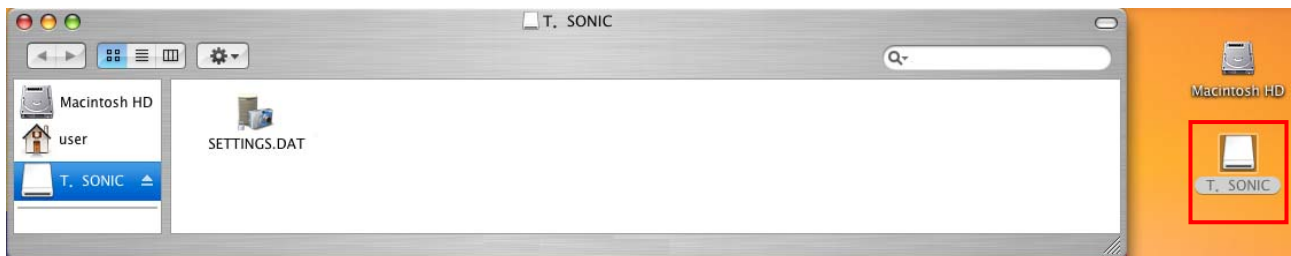 T. SONIC
Macintosh HD
user
T. SONIC
SETTINGS.DAT
Macintosh HD
T. SONIC